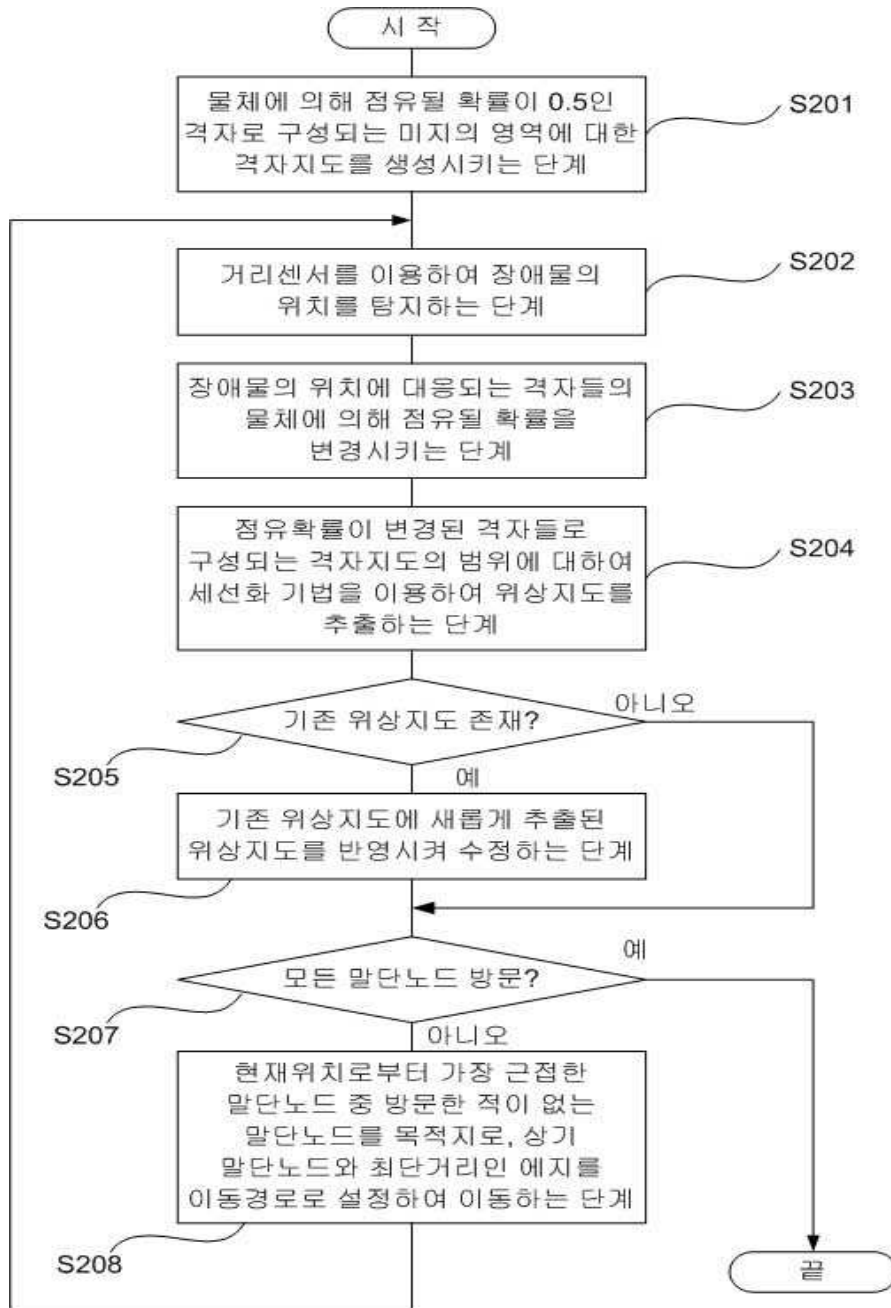 시 작
물체에 의해 점유될 확률이 0.5인
격자로 구성되는 미지의 영역에 대한
격자지도를 생성시키는 단계
S201
거리센서를 이용하여 장애물의
위치를 탐지하는 단계
S202
장애물의 위치에 대응되는 격자들의
물체에 의해 점유될 확률을
변경시키는 단계
S203
점유확률이 변경된 격자들로
구성되는 격자지도의 범위에 대하여
세선화 기법을 이용하여 위상지도를
추출하는 단계
S204
기존 위상지도 존재?
아니오
S205
예
기존 위상지도에 새롭게 추출된
위상지도를 반영시켜 수정하는 단계
S206
모든 말단노드 방문?
예
S207
아니오
현재위치로부터 가장 근접한
말단노드 중 방문한 적이 없는
말단노드를 목적지로, 상기
말단노드와 최단거리인 에지를
이동경로로 설정하여 이동하는 단계
S208
끝